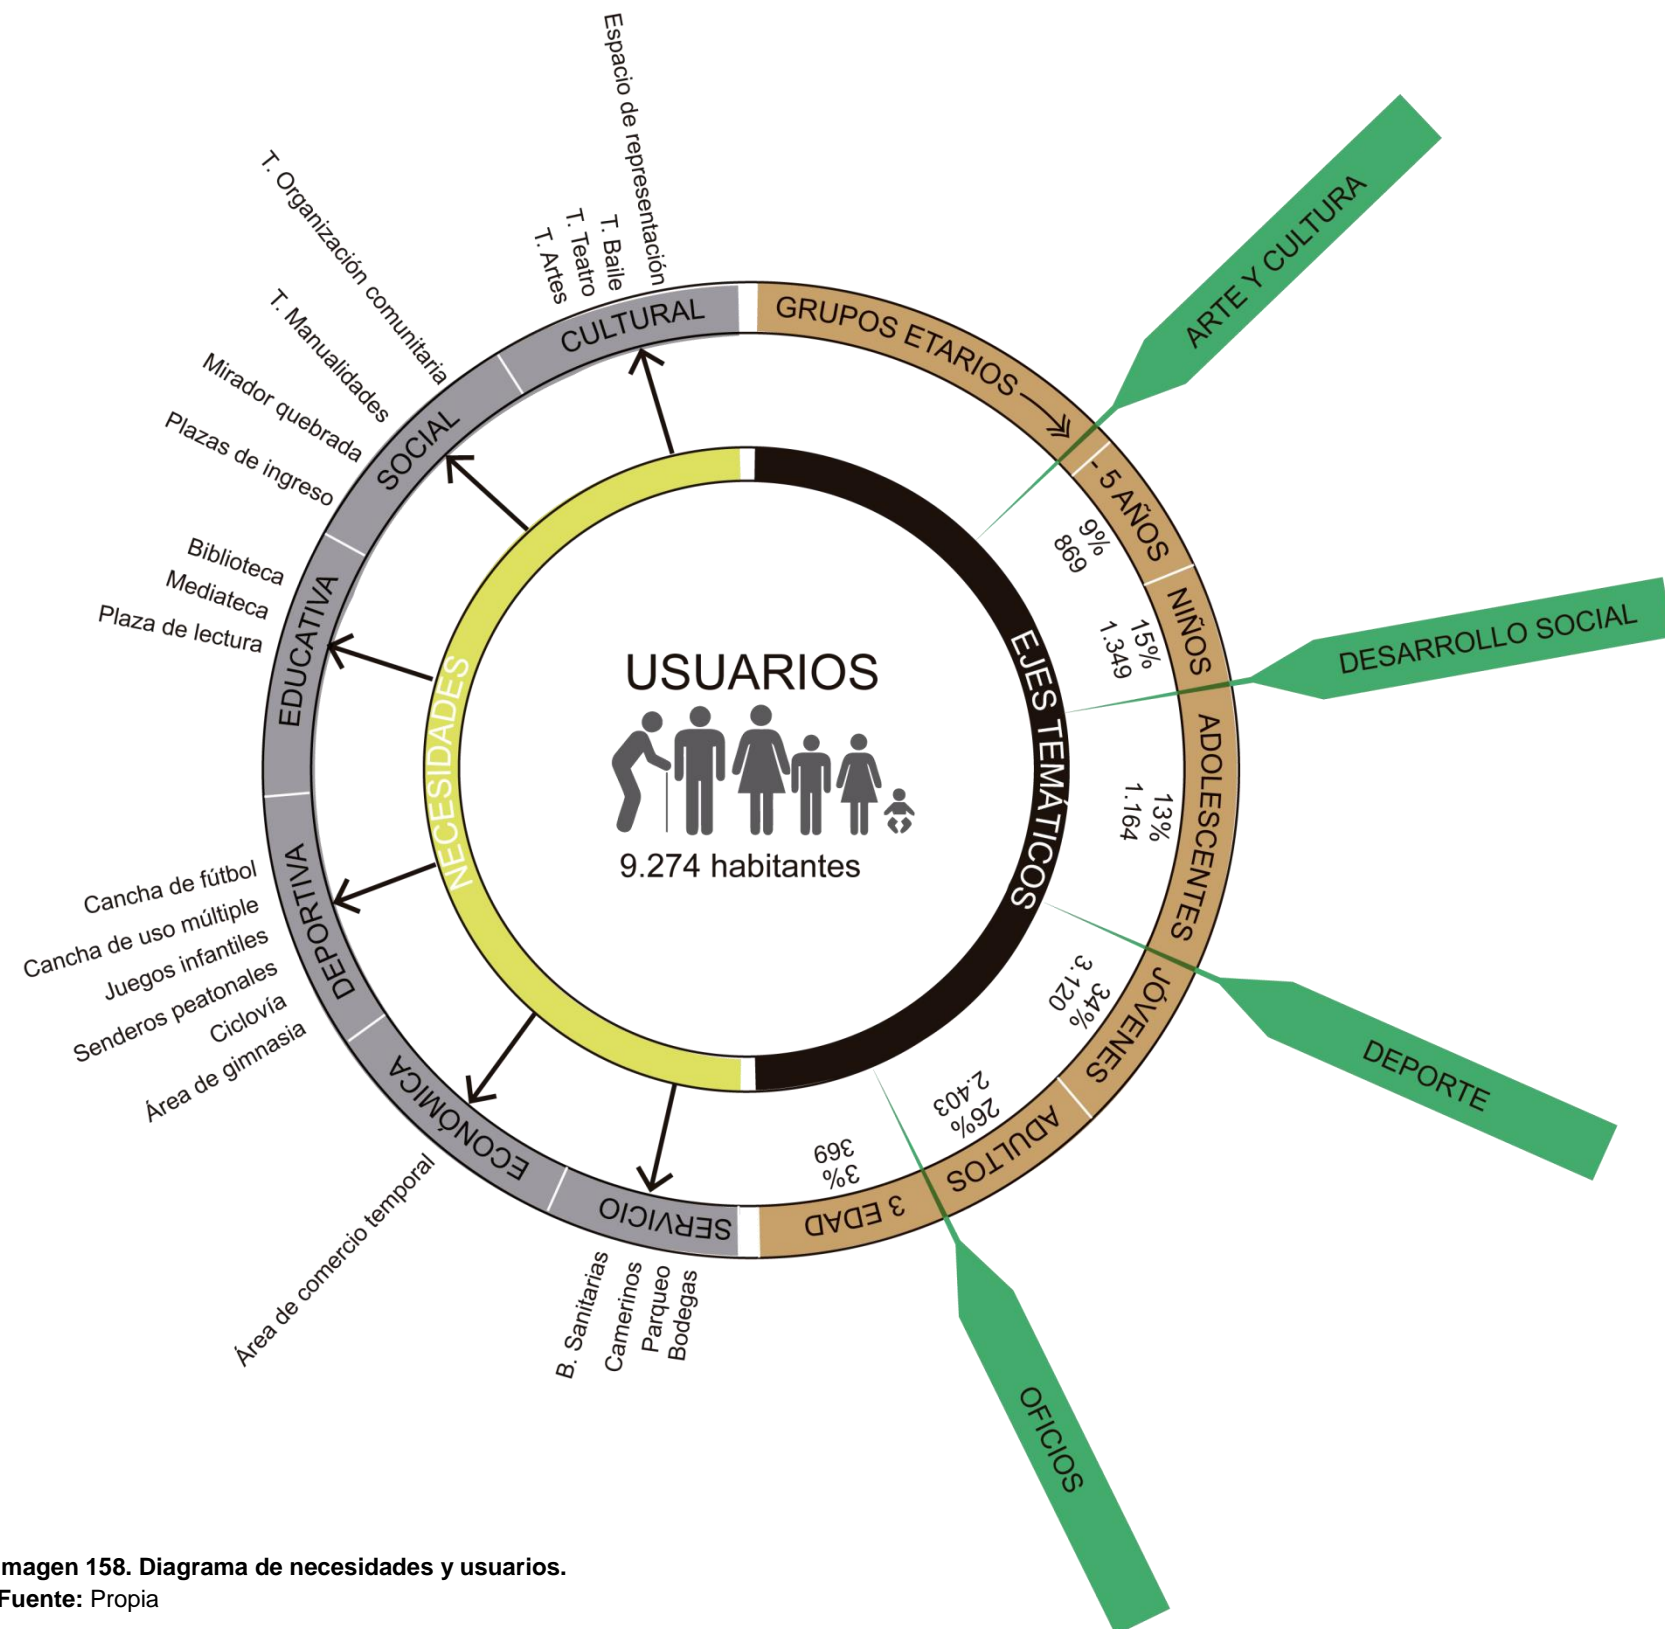 Espacio de representación
T. Baile
T. Teatro
T. Artes
CULTURAL
T. Organización comunitaria
T. Manualidades
Mirador quebrada
Plazas de ingreso
SOCIAL
Biblioteca
Mediateca
Plaza de lectura
EDUCATIVA
Cancha de fútbol
Cancha de uso múltiple
Juegos infantiles
Senderos peatonales
Ciclovía
Área de gimnasia
DEPORTIVA
Área de comercio temporal
ECONÓMICA
B. Sanitarias
Camerinos
Parqueo
Bodegas
SERVICIO
NECESIDADES
USUARIOS
9.274 habitantes
EJES TEMÁTICOS
GRUPOS ETARIOS
- 5 AÑOS
9%
869
NIÑOS
15%
1.349
ADOLESCENTES
13%
1.164
JÓVENES
34%
3.120
ADULTOS
26%
2.403
3 EDAD
3%
369
ARTE Y CULTURA
DESARROLLO SOCIAL
DEPORTE
OFICIOS
magen 158. Diagrama de necesidades y usuarios.
Fuente: Propia